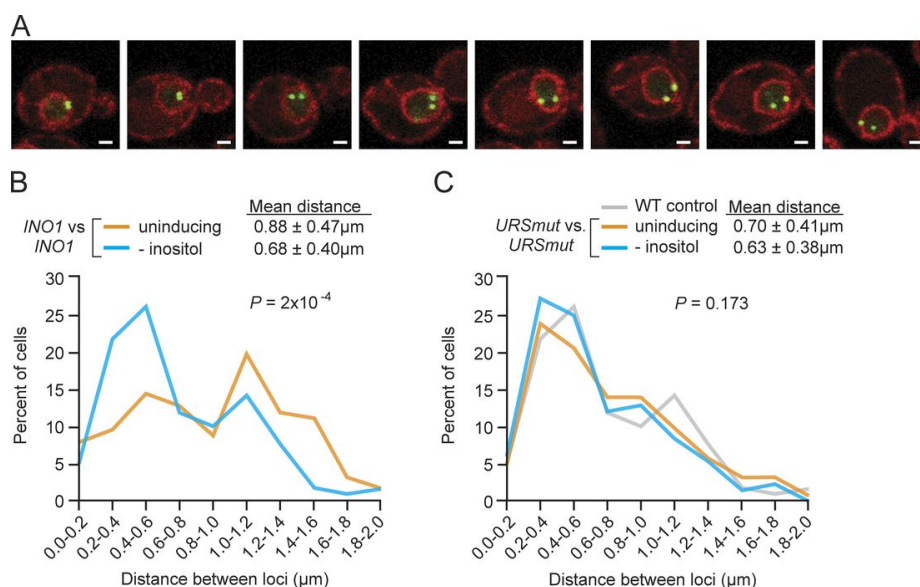 A
B
Mean distance
INO1 vs INO1
uninducing 0.88 ± 0.47µm
- inositol 0.68 ± 0.40µm
P = 2x10-4
Percent of cells
30
25
20
15
10
5
0
0.0-0.2
0.2-0.4
0.4-0.6
0.6-0.8
0.8-1.0
1.0-1.2
1.2-1.4
1.4-1.6
1.6-1.8
1.8-2.0
Distance between loci (µm)
C
WT control Mean distance
URSmut vs. URSmut
uninducing 0.70 ± 0.41µm
- inositol 0.63 ± 0.38µm
P = 0.173
Percent of cells
30
25
20
15
10
5
0
0.0-0.2
0.2-0.4
0.4-0.6
0.6-0.8
0.8-1.0
1.0-1.2
1.2-1.4
1.4-1.6
1.6-1.8
1.8-2.0
Distance between loci (µm)